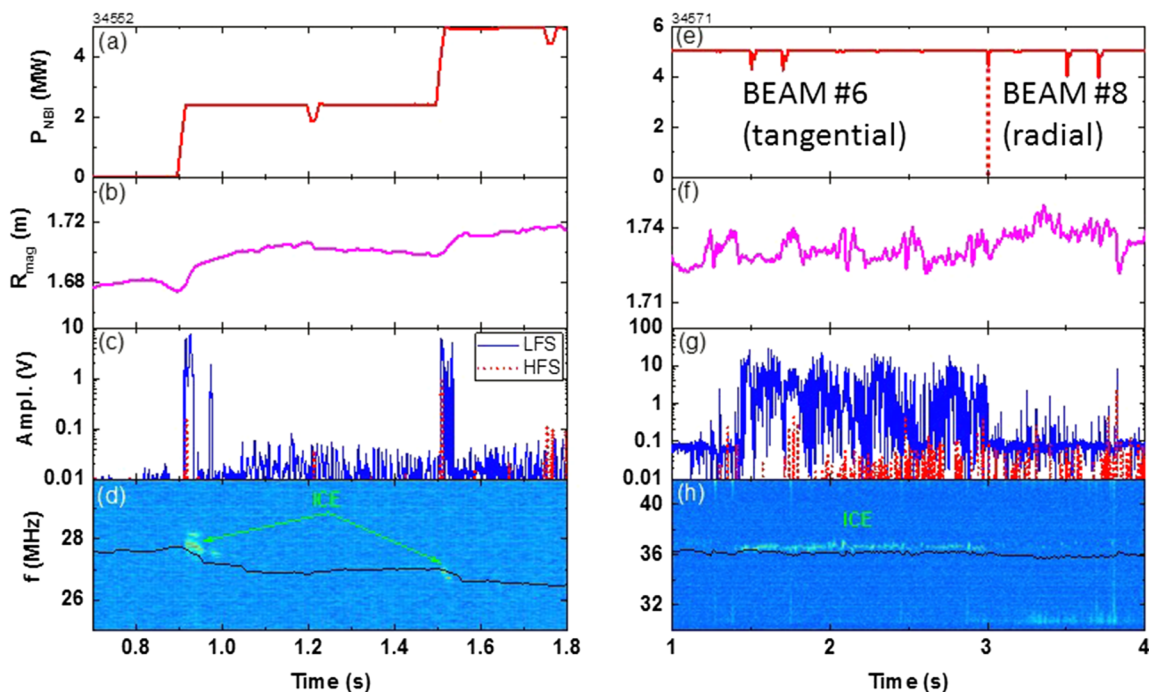 34552
(a)
P_NBI (MW)
4
2
0
(b)
R_mag (m)
1.72
1.68
10
(c)
LFS
HFS
Ampl. (V)
1
0.1
0.01
(d)
ICE
f (MHz)
28
26
0.8 1.0 1.2 1.4 1.6 1.8
Time (s)
34571
6
(e)
4
BEAM #6 BEAM #8
(tangential) (radial)
2
0
(f)
1.74
1.71
100
(g)
10
1
0.1
0.01
(h)
40
ICE
36
32
1 2 3 4
Time (s)